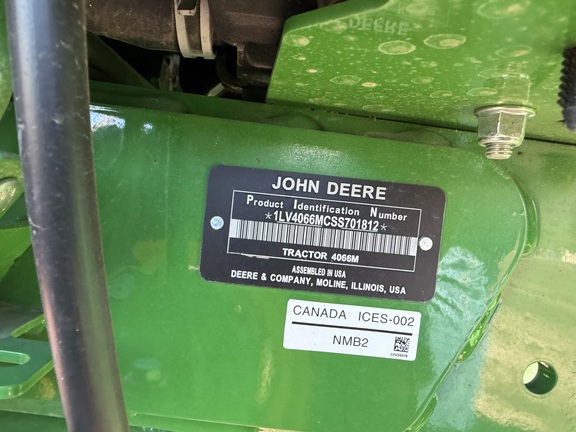 DEERE
JOHN DEERE
Product Identification Number
*1LV4066MCSS701812*
TRACTOR 4066M
ASSEMBLED IN USA
DEERE & COMPANY, MOLINE, ILLINOIS, USA
CANADA ICES-002
NMB2